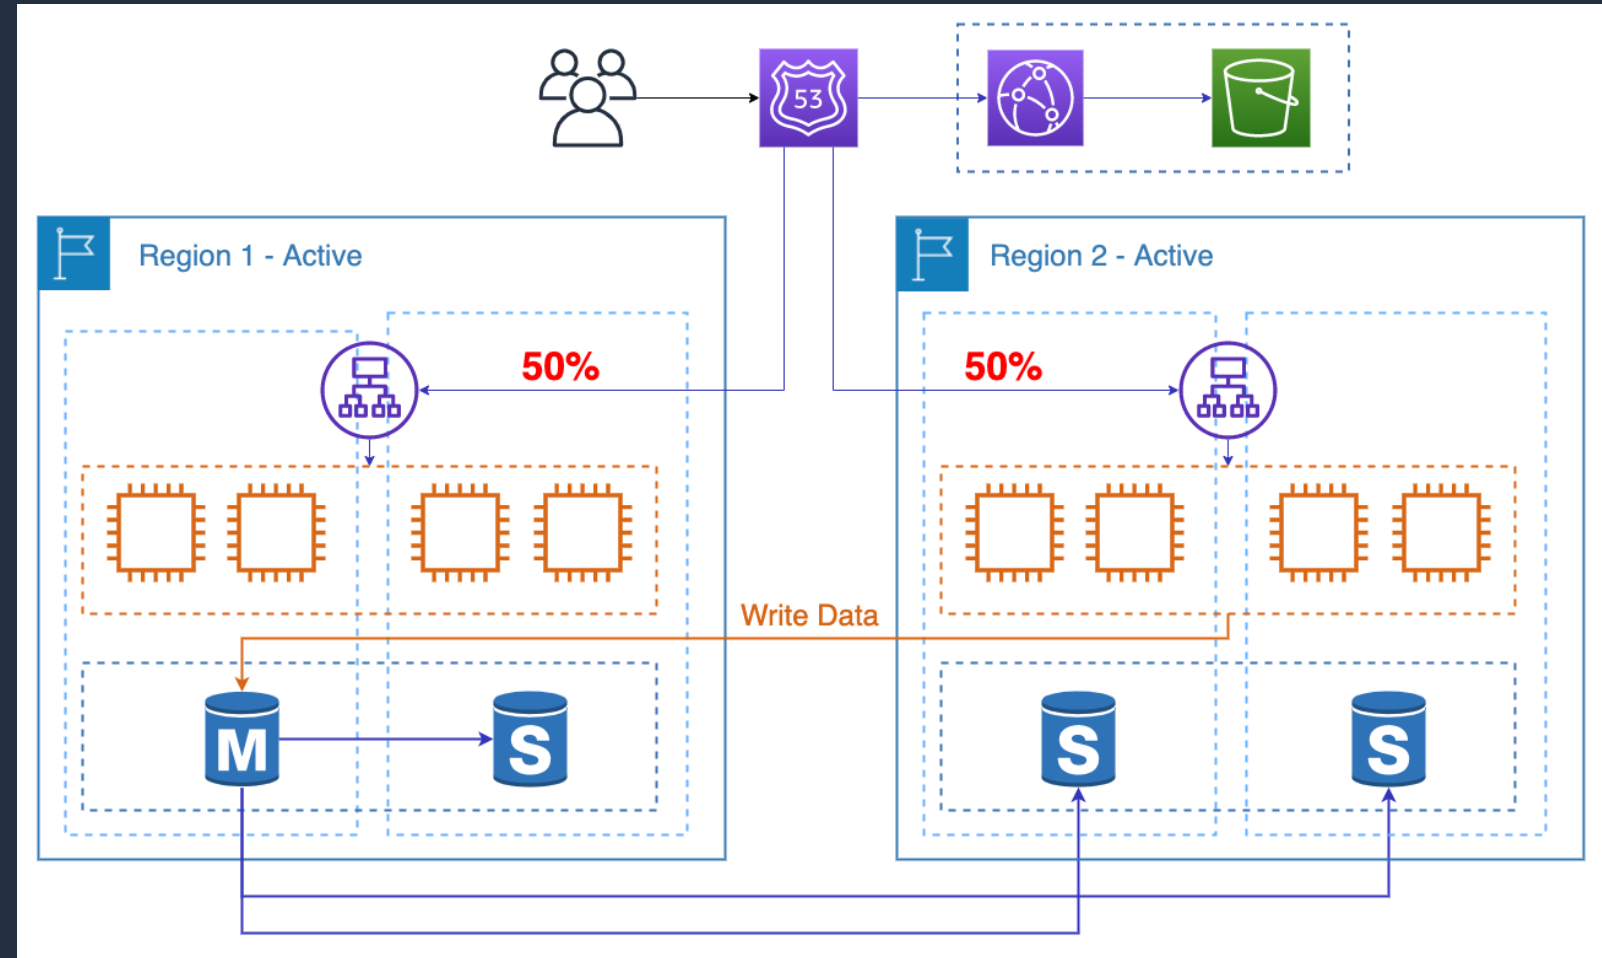 53
Region 1 - Active
Region 2 - Active
50%
50%
Write Data
M
S
S
S